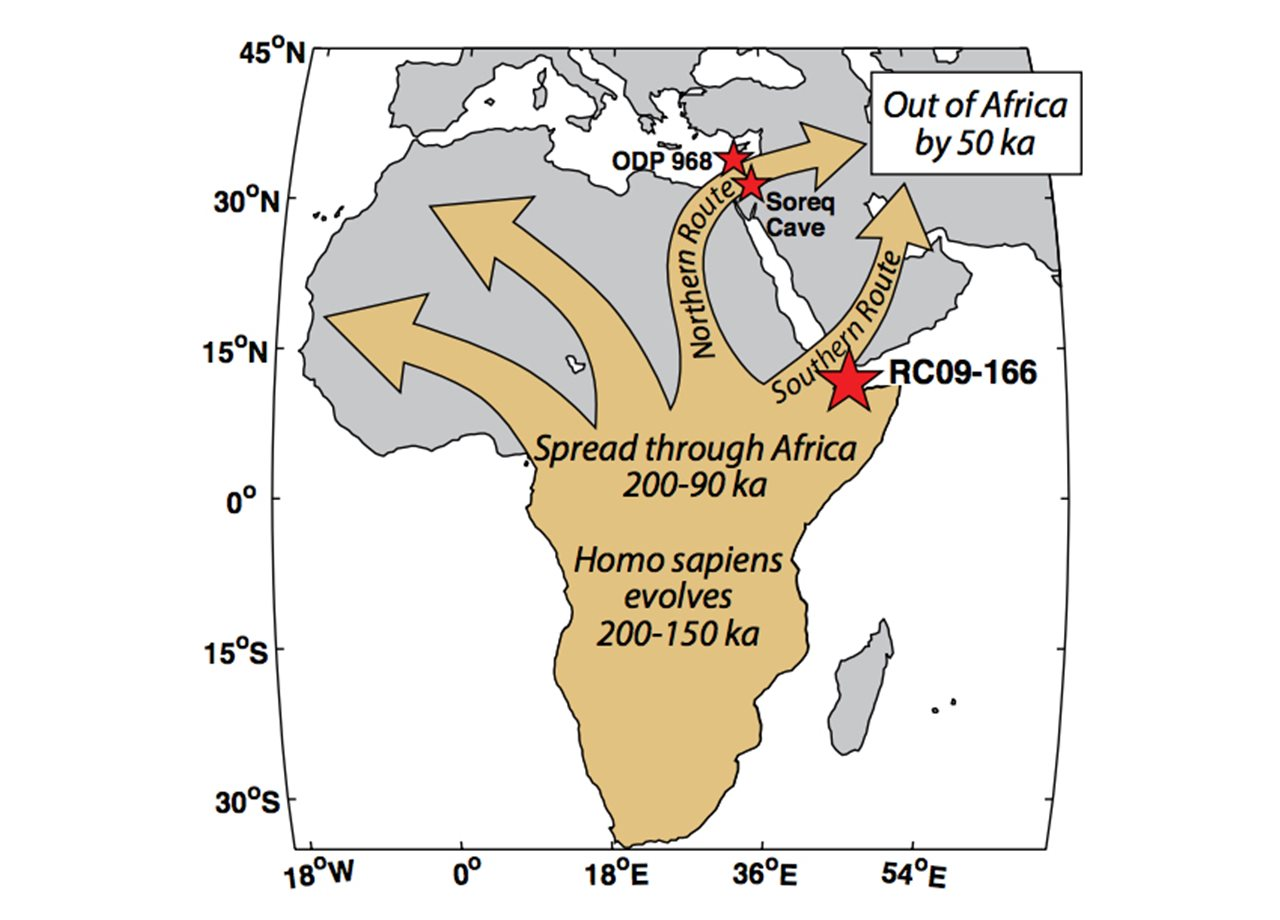 45°N
Out of Africa
by 50 ka
ODP 968
30°N
Soreq
Cave
Northern Route
Southern Route
15°N
RC09-166
Spread through Africa
200-90 ka
0°
Homo sapiens
evolves
200-150 ka
15°S
30°S
18°W 0° 18°E 36°E 54°E